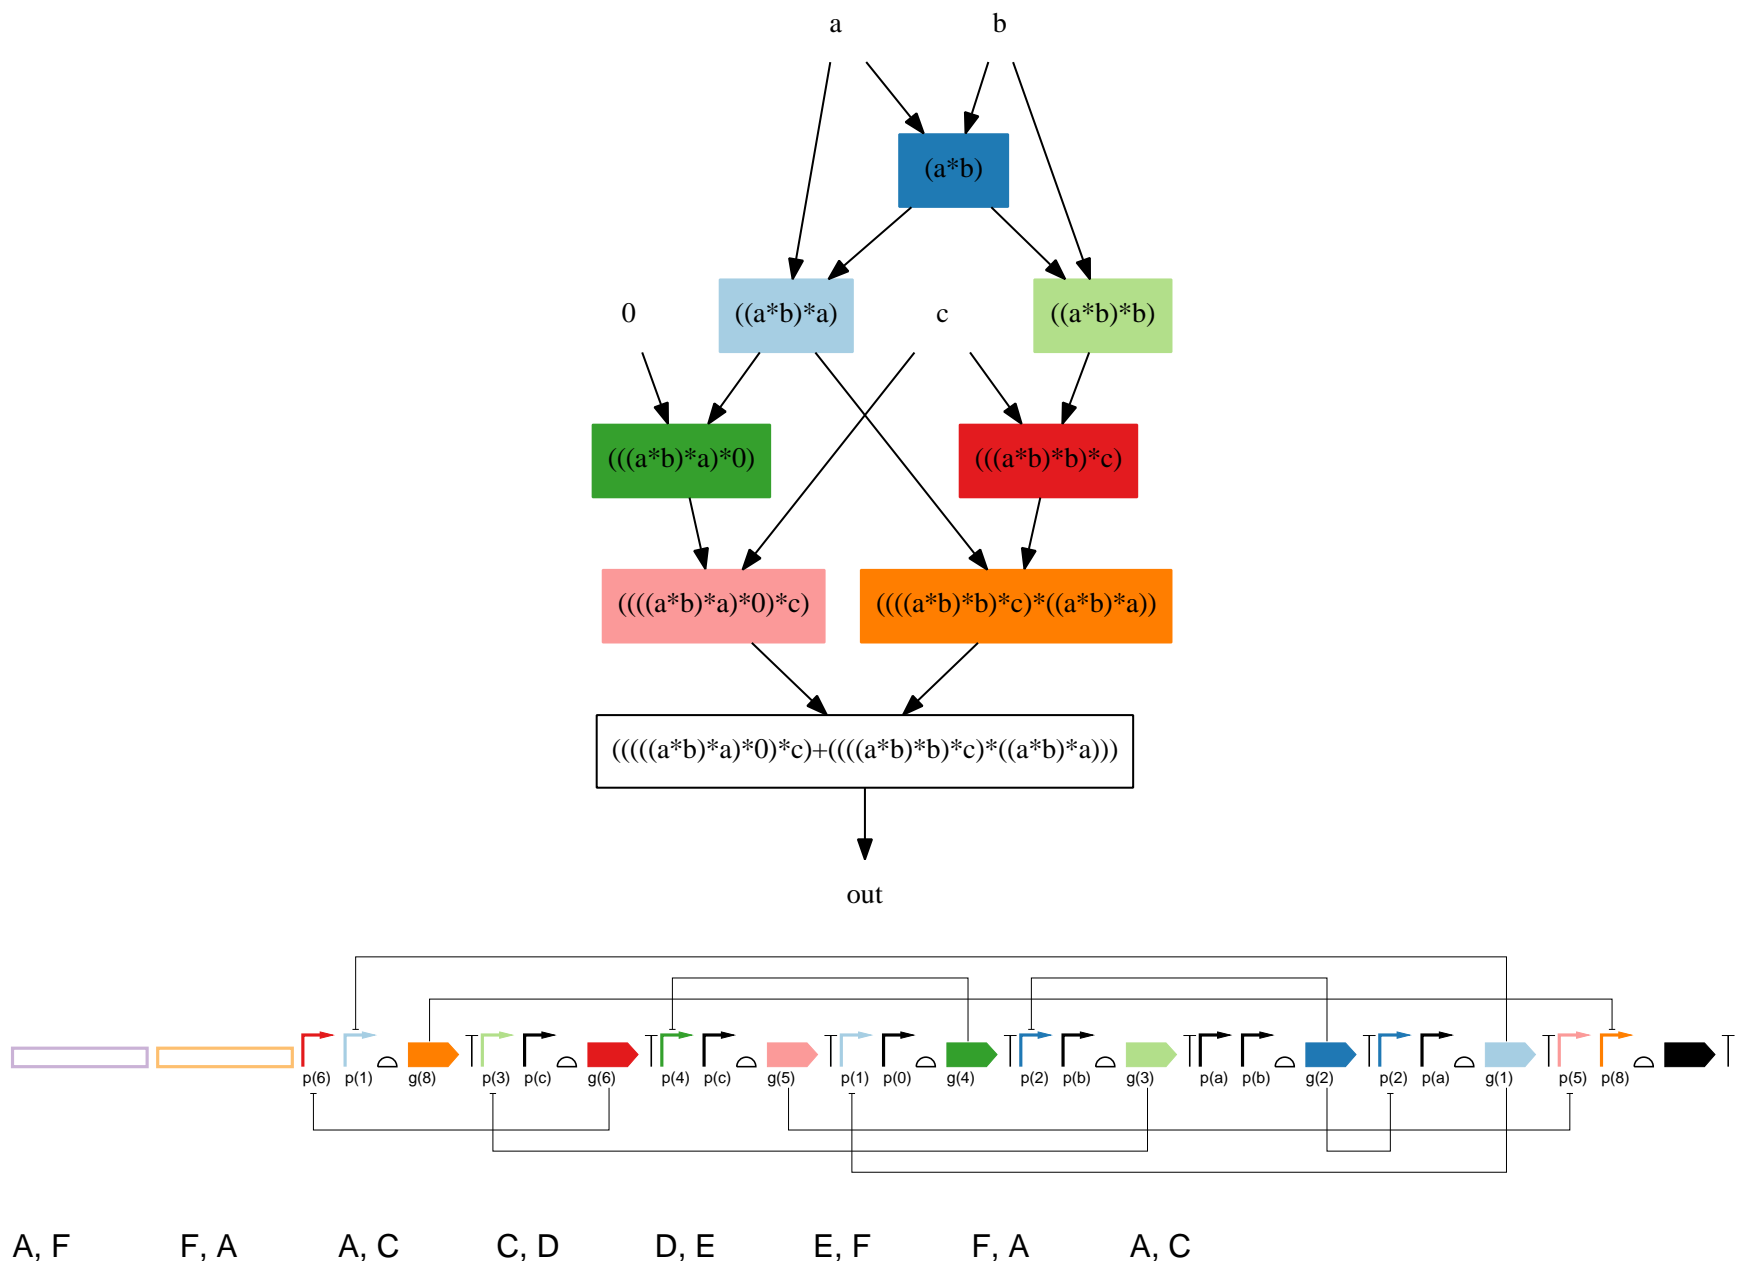 a b
(a*b)
0 ((a*b)*a) c ((a*b)*b)
(((a*b)*a)*0) (((a*b)*b)*c)
((((a*b)*a)*0)*c) ((((a*b)*b)*c)*((a*b)*a))
(((((a*b)*a)*0)*c)+((((a*b)*b)*c)*((a*b)*a)))
out
p(6) p(1) g(8) p(3) p(c) g(6) p(4) p(c) g(5) p(1) p(0) g(4) p(2) p(b) g(3) p(a) p(b) g(2) p(2) p(a) g(1) p(5) p(8)
A, F F, A A, C C, D D, E E, F F, A A, C